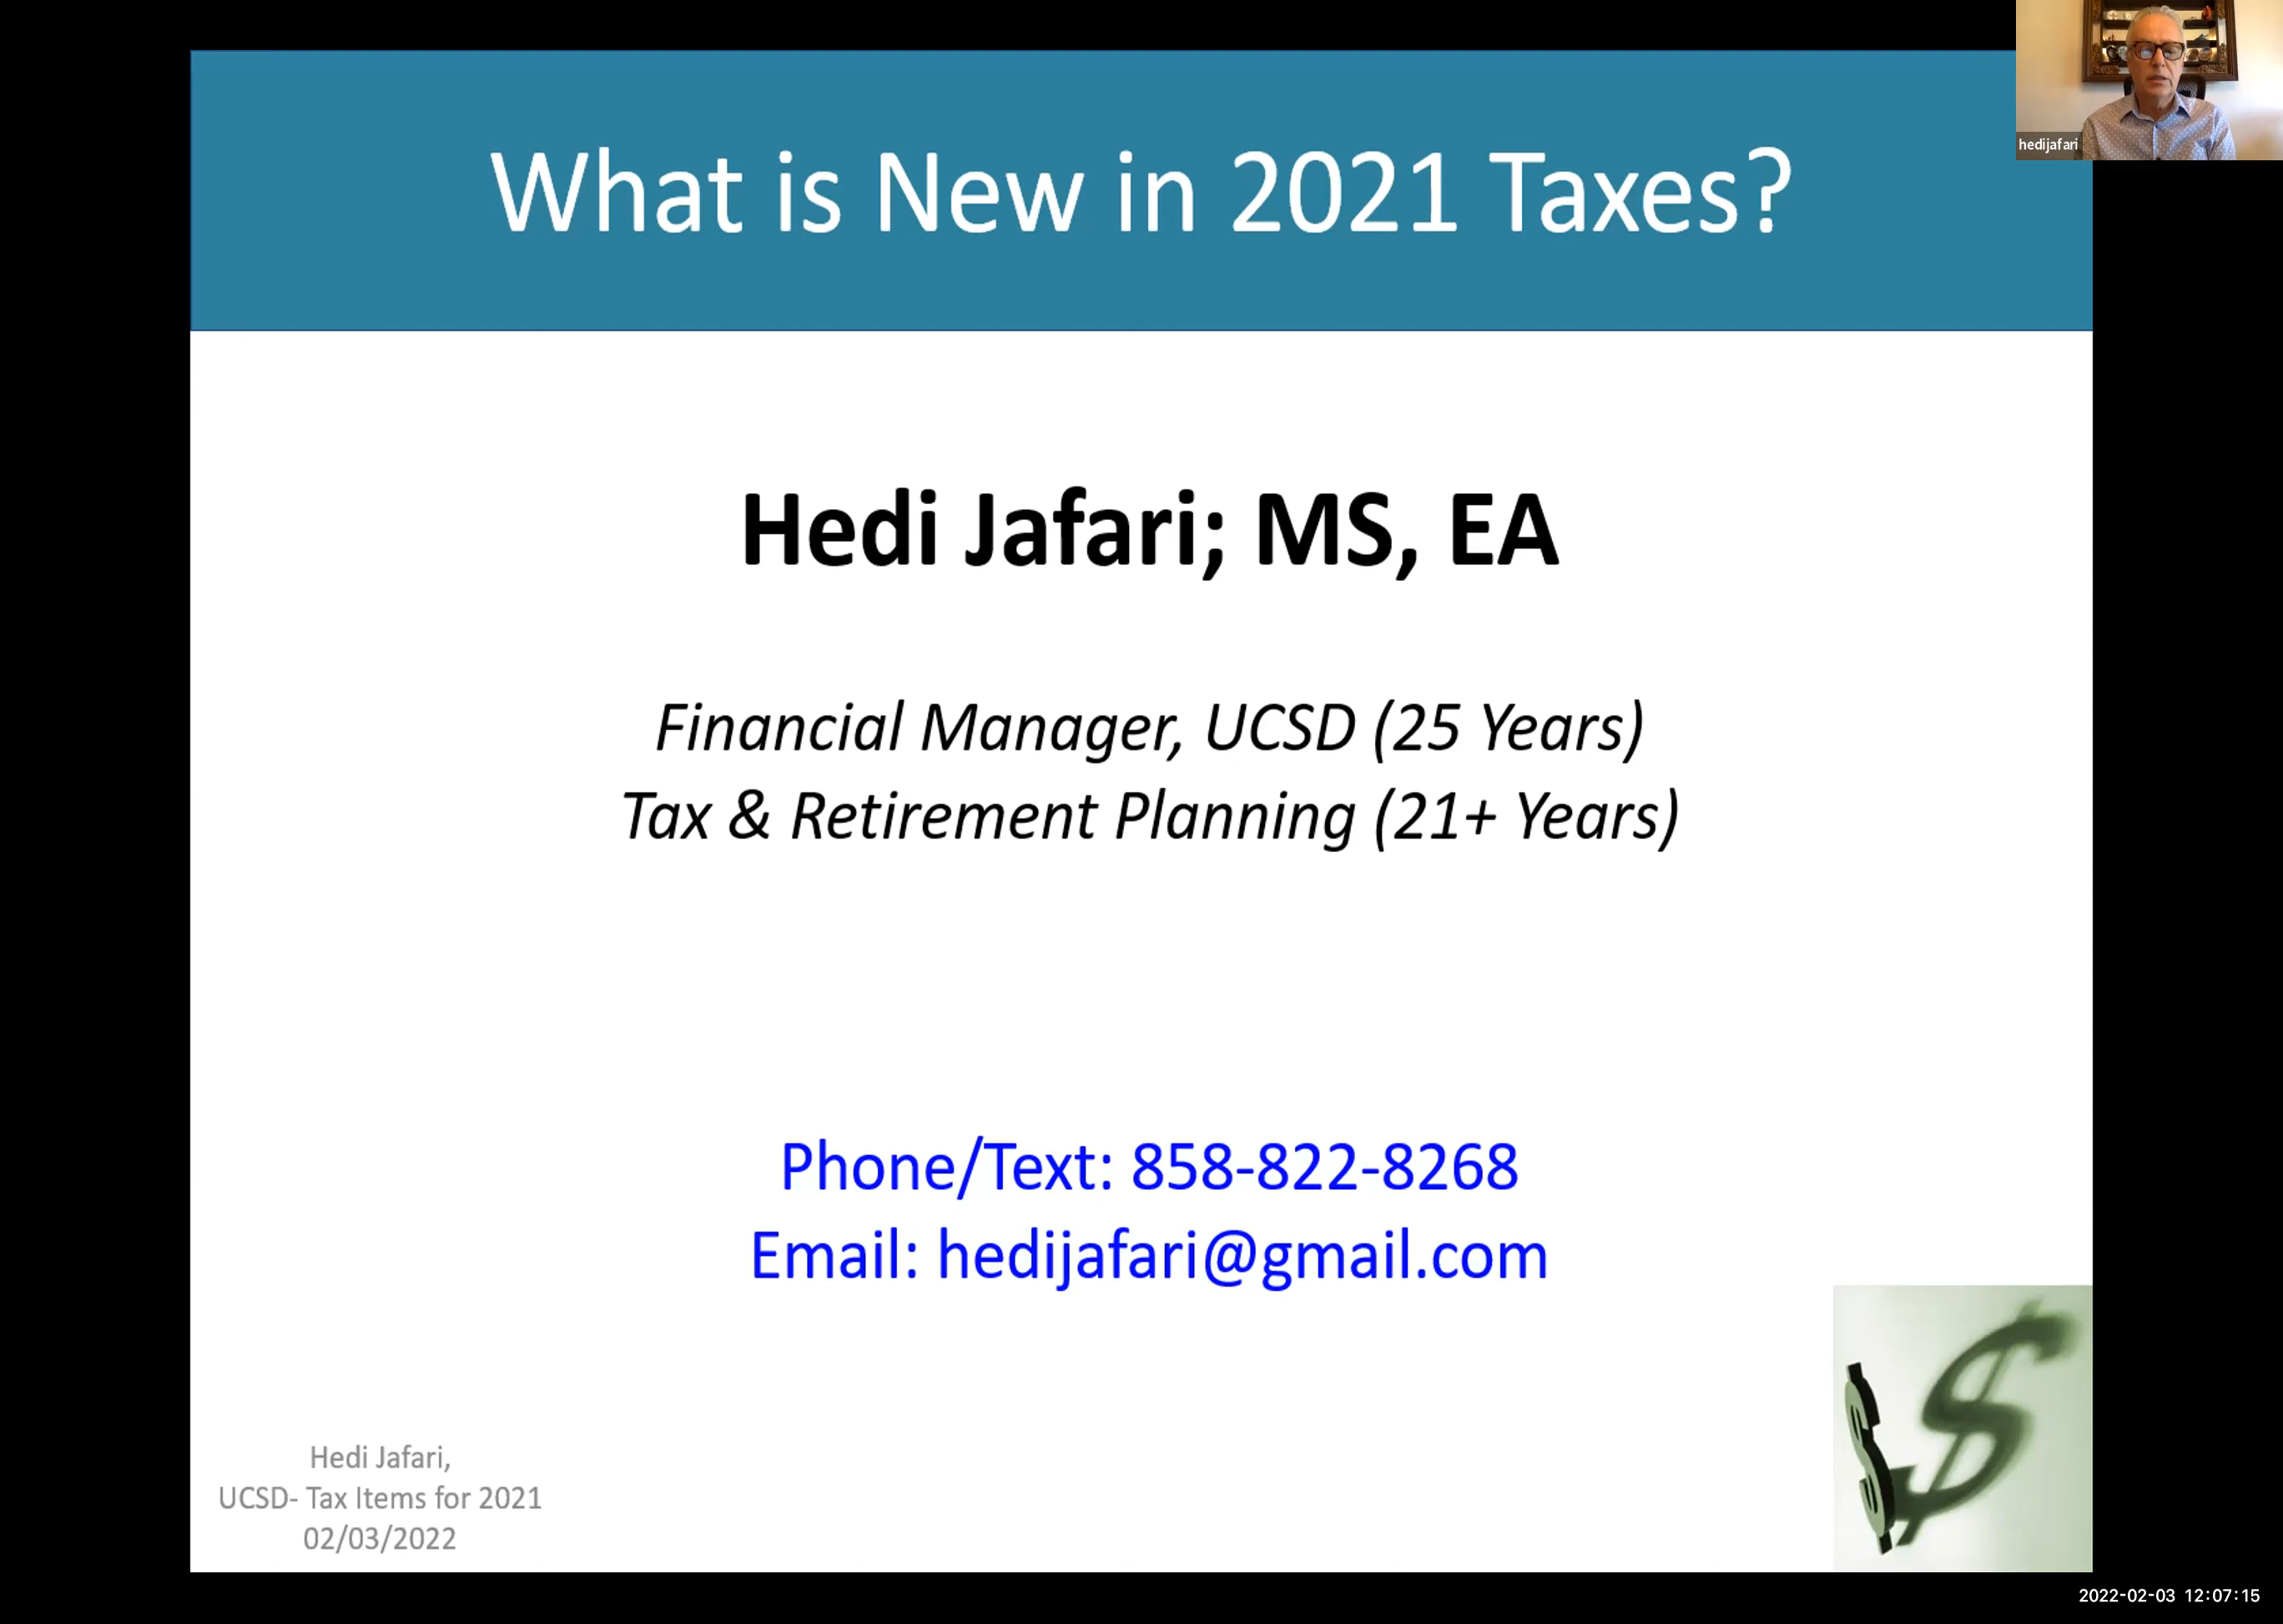 What is New in 2021 Taxes?
hedijafari
Hedi Jafari; MS, EA
Financial Manager, UCSD (25 Years)
Tax & Retirement Planning (21+ Years)
Phone/Text: 858-822-8268
Email: hedijafari@gmail.com
Hedi Jafari,
UCSD- Tax Items for 2021
02/03/2022
2022-02-03 12:07:15